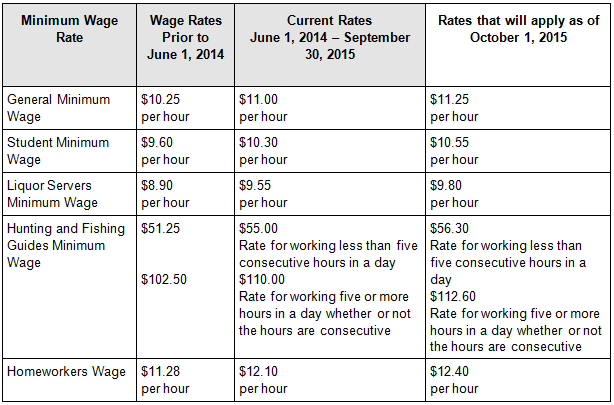 Minimum Wage
Rate
Wage Rates
Prior to
June 1, 2014
Current Rates
June 1, 2014 – September
30, 2015
Rates that will apply as of
October 1, 2015
General Minimum
Wage
$10.25
per hour
$11.00
per hour
$11.25
per hour
Student Minimum
Wage
$9.60
per hour
$10.30
per hour
$10.55
per hour
Liquor Servers
Minimum Wage
$8.90
per hour
$9.55
per hour
$9.80
per hour
Hunting and Fishing
Guides Minimum
Wage
$51.25
$102.50
$55.00
Rate for working less than five
consecutive hours in a day
$110.00
Rate for working five or more
hours in a day whether or not
the hours are consecutive
$56.30
Rate for working less than
five consecutive hours in a
day
$112.60
Rate for working five or more
hours in a day whether or not
the hours are consecutive
Homeworkers Wage
$11.28
per hour
$12.10
per hour
$12.40
per hour